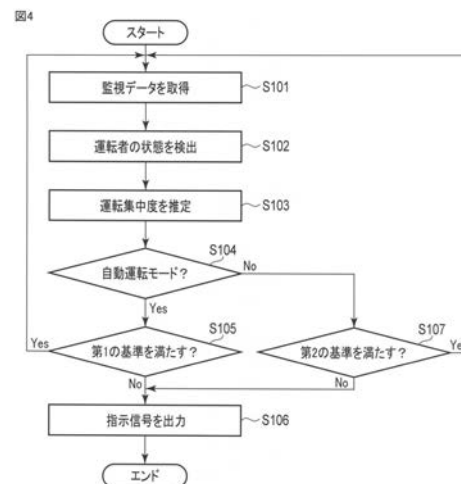 図4
スタート
監視データを取得
S101
運転者の状態を検出
S102
運転集中度を推定
S103
S104
自動運転モード？
No
Yes
S105
S107
Yes
第1の基準を満たす？
第2の基準を満たす？
Ye
No
No
指示信号を出力
S106
エンド